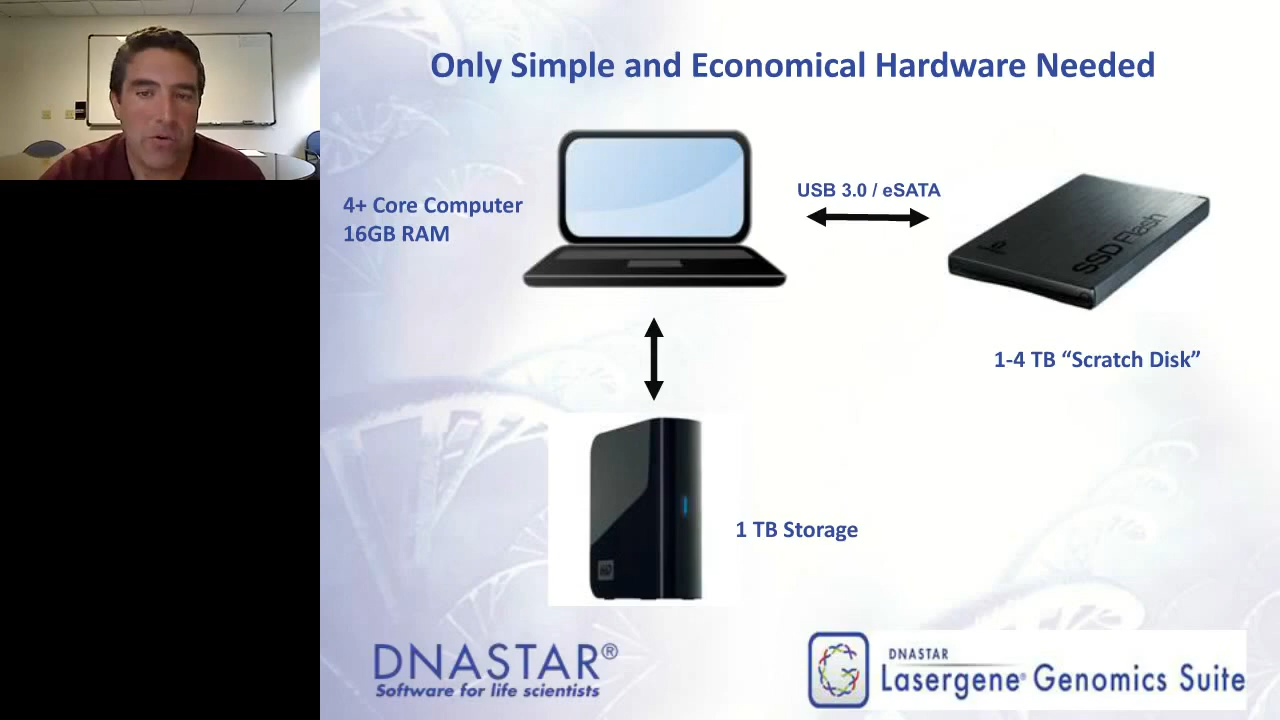 Only Simple and Economical Hardware Needed
4+ Core Computer
16GB RAM
USB 3.0 / eSATA
SSD Flash
1-4 TB “Scratch Disk”
1 TB Storage
WD
DNASTAR®
Software for life scientists
DNASTAR
Lasergene® Genomics Suite